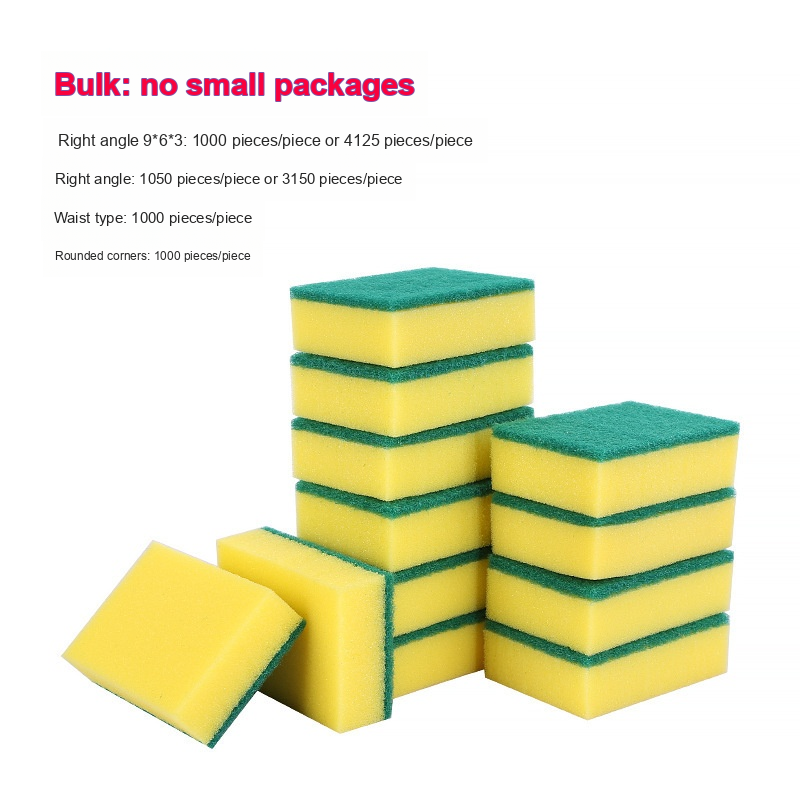 Bulk: no small packages
Right angle 9*6*3: 1000 pieces/piece or 4125 pieces/piece
Right angle: 1050 pieces/piece or 3150 pieces/piece
Waist type: 1000 pieces/piece
Rounded corners: 1000 pieces/piece